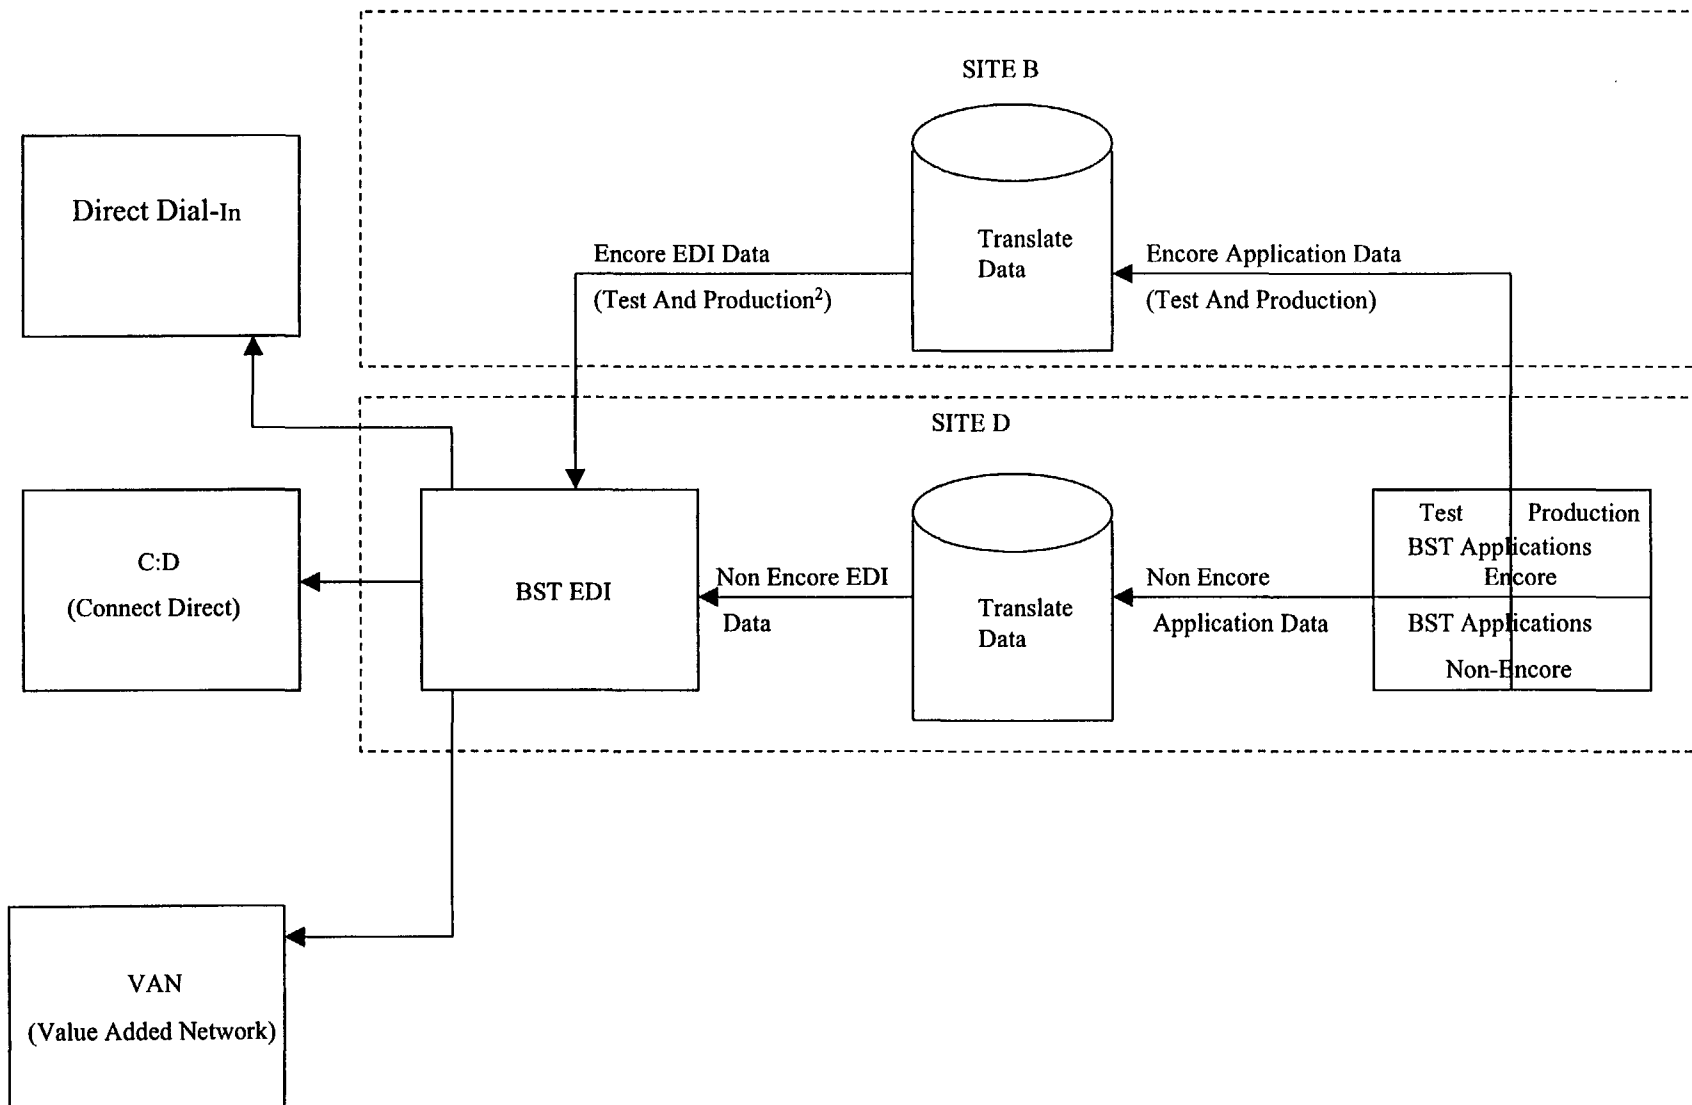 SITE B
Direct Dial-In
Translate
Data
Encore EDI Data
(Test And Production²)
Encore Application Data
(Test And Production)
SITE D
C:D
(Connect Direct)
BST EDI
Non Encore EDI
Data
Translate
Data
Non Encore
Application Data
Test Production
BST Applications
Encore
BST Applications
Non-Encore
VAN
(Value Added Network)